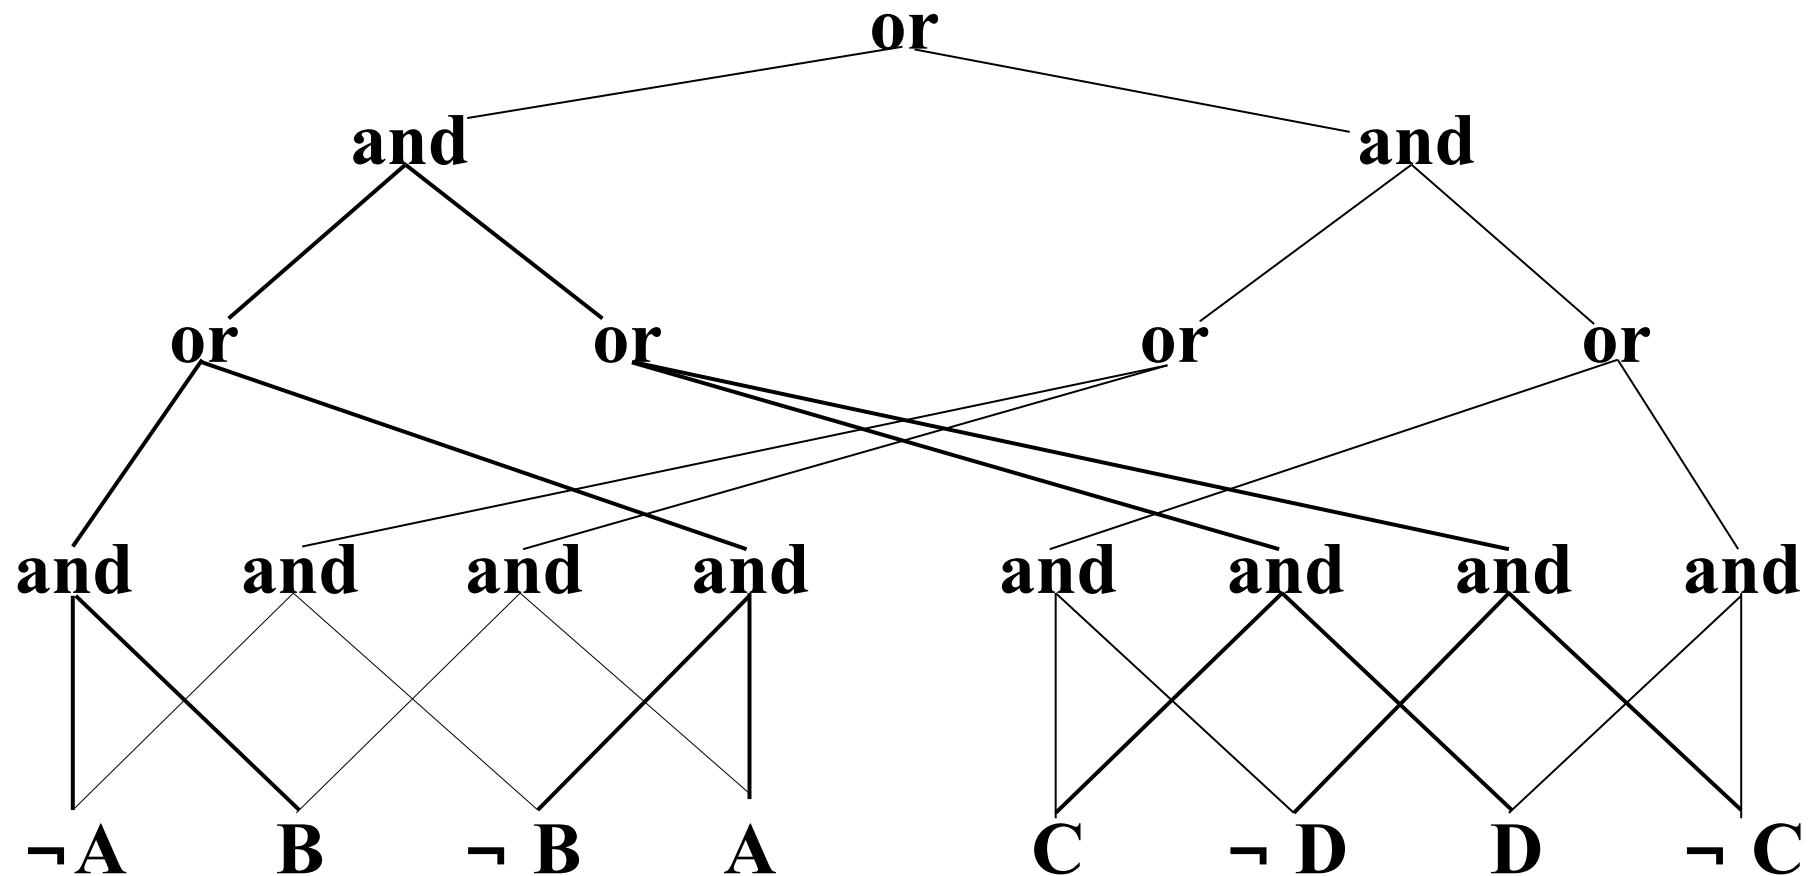 or
and and
or or or or
and and and and and and and and
¬A B ¬ B A C ¬ D D ¬ C